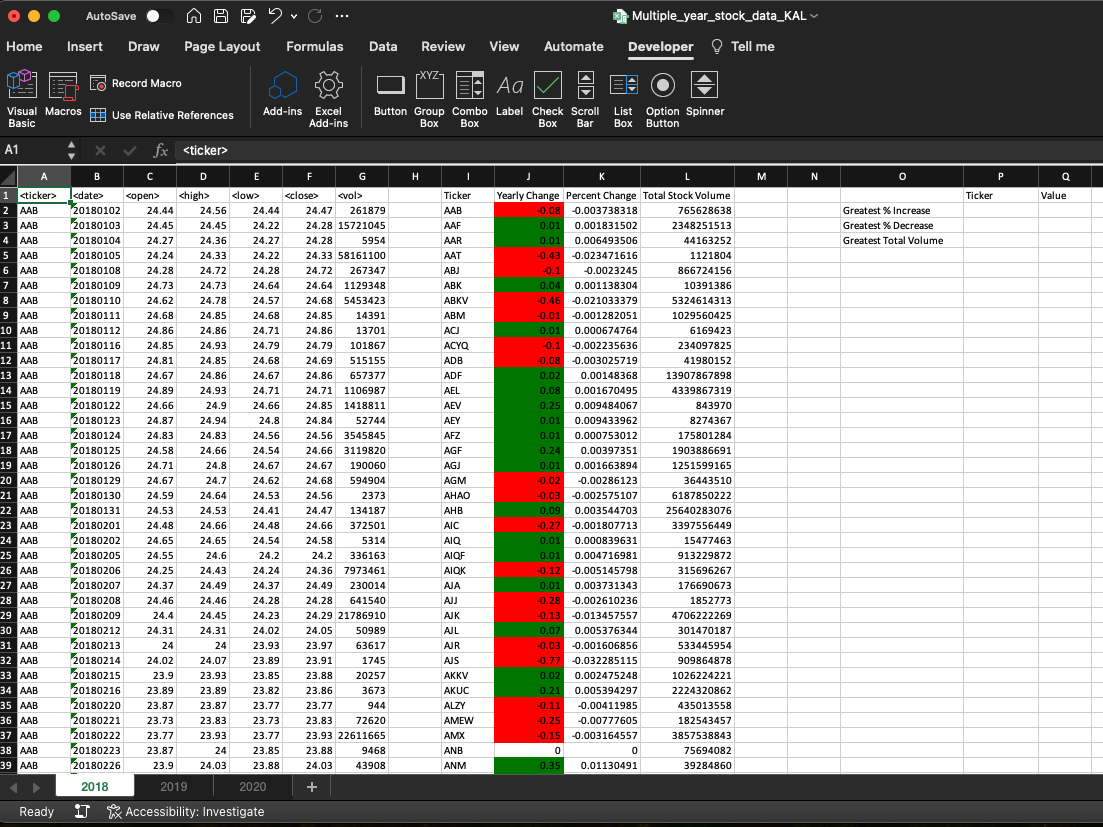 AutoSave
Multiple_year_stock_data_KAL
Home Insert Draw Page Layout Formulas Data Review View Automate Developer Tell me
Visual Basic
Macros
Record Macro
Use Relative References
Add-ins
Excel Add-ins
Button
Group Box
XYZ
Combo Box
Aa
Label
Check Box
Scroll Bar
List Box
Option Button
Spinner
A1 fx <ticker>
A B C D E F G H I J K L M N O P Q
1 <ticker> <date> <open> <high> <low> <close> <vol> Ticker Yearly Change Percent Change Total Stock Volume Ticker Value
2 AAB 20180102 24.44 24.56 24.44 24.47 261879 AAB -0.08 -0.003738318 765628638 Greatest % Increase
3 AAB 20180103 24.45 24.45 24.22 24.28 15721045 AAF 0.01 0.001831502 2348251513 Greatest % Decrease
4 AAB 20180104 24.27 24.36 24.27 24.28 5954 AAR 0.01 0.006493506 44163252 Greatest Total Volume
5 AAB 20180105 24.24 24.33 24.22 24.33 58161100 AAT -0.43 -0.023471616 1121804
6 AAB 20180108 24.28 24.72 24.28 24.72 267347 ABJ -0.1 -0.0023245 866724156
7 AAB 20180109 24.73 24.73 24.64 24.64 1129348 ABK 0.04 0.001138304 10391386
8 AAB 20180110 24.62 24.78 24.57 24.68 5453423 ABKV -0.46 -0.021033379 5324614313
9 AAB 20180111 24.68 24.85 24.68 24.85 14391 ABM -0.01 -0.001282051 1029560425
10 AAB 20180112 24.86 24.86 24.71 24.86 13701 ACJ 0.01 0.000674764 6169423
11 AAB 20180116 24.85 24.93 24.79 24.79 101867 ACYQ -0.1 -0.002235636 234097825
12 AAB 20180117 24.81 24.85 24.68 24.69 515155 ADB -0.08 -0.003025719 41980152
13 AAB 20180118 24.67 24.86 24.67 24.86 657377 ADF 0.02 0.00148368 13907867898
14 AAB 20180119 24.89 24.93 24.71 24.71 1106987 AEL 0.08 0.001670495 4339867319
15 AAB 20180122 24.66 24.9 24.66 24.85 1418811 AEV 0.25 0.009484067 843970
16 AAB 20180123 24.87 24.94 24.8 24.84 52744 AEY 0.01 0.009433962 8274367
17 AAB 20180124 24.83 24.83 24.56 24.56 3545845 AFZ 0.01 0.000753012 175801284
18 AAB 20180125 24.58 24.66 24.54 24.66 3119820 AGF 0.24 0.00397351 1903886691
19 AAB 20180126 24.71 24.8 24.67 24.67 190060 AGJ 0.01 0.001663894 1251599165
20 AAB 20180129 24.67 24.7 24.62 24.68 594904 AGM -0.02 -0.00286123 36443510
21 AAB 20180130 24.59 24.64 24.53 24.56 2373 AHAO -0.03 -0.002575107 6187850222
22 AAB 20180131 24.53 24.53 24.41 24.47 134187 AHB 0.09 0.003544703 25640283076
23 AAB 20180201 24.48 24.66 24.48 24.66 372501 AIC -0.27 -0.001807713 3397556449
24 AAB 20180202 24.65 24.65 24.54 24.58 5314 AIQ 0.01 0.000839631 15477463
25 AAB 20180205 24.55 24.6 24.2 24.2 336163 AIQF 0.01 0.004716981 913229872
26 AAB 20180206 24.25 24.43 24.24 24.36 7973461 AIQK -0.12 -0.005145798 315696267
27 AAB 20180207 24.37 24.49 24.37 24.49 230014 AJA 0.01 0.003731343 176690673
28 AAB 20180208 24.46 24.46 24.28 24.28 641540 AJJ -0.28 -0.002610236 1852773
29 AAB 20180209 24.4 24.45 24.23 24.29 21786910 AJK -0.13 -0.013457557 4706222269
30 AAB 20180212 24.31 24.31 24.02 24.05 50989 AJL 0.07 0.005376344 301470187
31 AAB 20180213 24 24 23.93 23.97 63617 AJR -0.03 -0.001606856 533445954
32 AAB 20180214 24.02 24.07 23.89 23.91 1745 AJS -0.77 -0.032285115 909864878
33 AAB 20180215 23.9 23.93 23.85 23.88 20257 AKKV 0.02 0.002475248 1026224221
34 AAB 20180216 23.89 23.89 23.82 23.86 3673 AKUC 0.21 0.005394297 2224320862
35 AAB 20180220 23.87 23.87 23.77 23.77 944 ALZY -0.11 -0.00411985 435013558
36 AAB 20180221 23.73 23.83 23.73 23.83 72620 AMEW -0.25 -0.00777605 182543457
37 AAB 20180222 23.77 23.93 23.77 23.93 22611665 AMX -0.15 -0.003164557 3857538843
38 AAB 20180223 23.87 24 23.85 23.88 9468 ANB 0 0 75694082
39 AAB 20180226 23.9 24.03 23.88 24.03 43908 ANM 0.35 0.01130491 39284860
2018 2019 2020 +
Ready Accessibility: Investigate